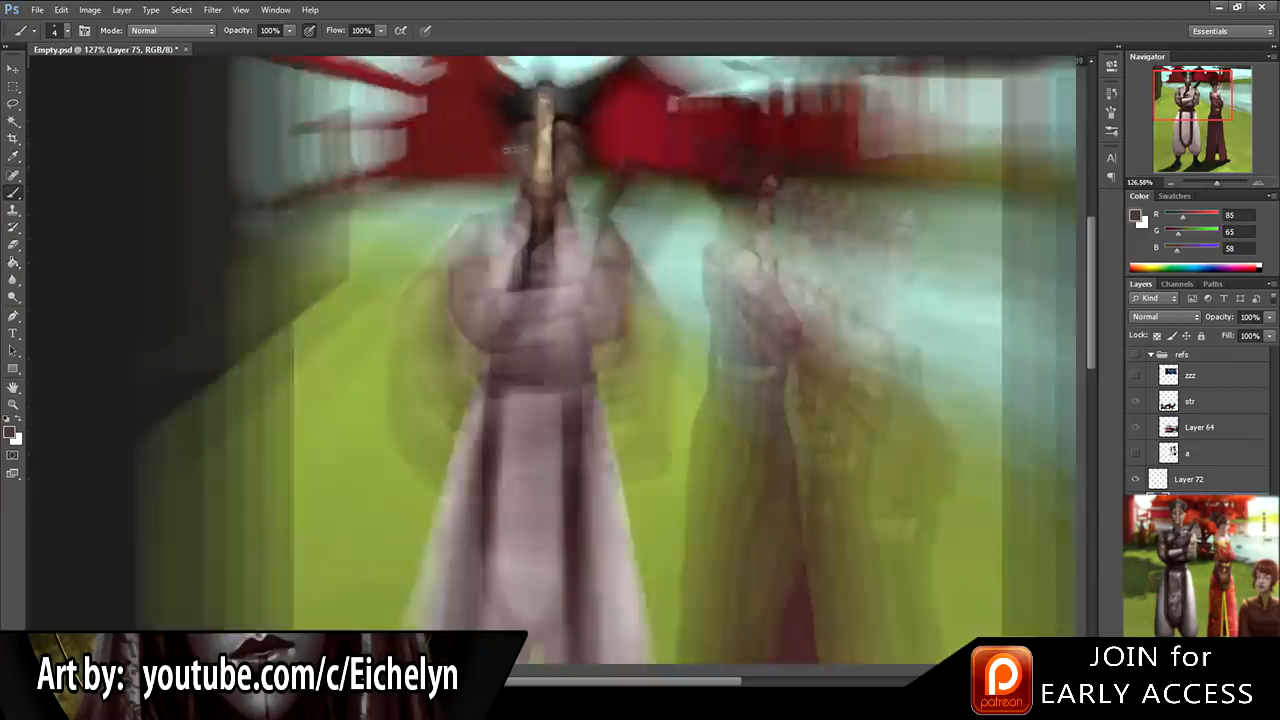 Ps File Edit Image Layer Type Select Filter View Window Help
4 Mode: Normal Opacity: 100% Flow: 100% Essentials
Empty.psd @ 127% (Layer 75, RGB/8) *
Navigator
126.58%
Color Swatches
R 85
G 65
B 58
Layers Channels Paths
Kind
Normal Opacity: 100%
Lock: Fill: 100%
refs
zzz
str
Layer 64
a
Layer 72
Art by: youtube.com/c/Eichelyn
patreon
JOIN for
EARLY ACCESS